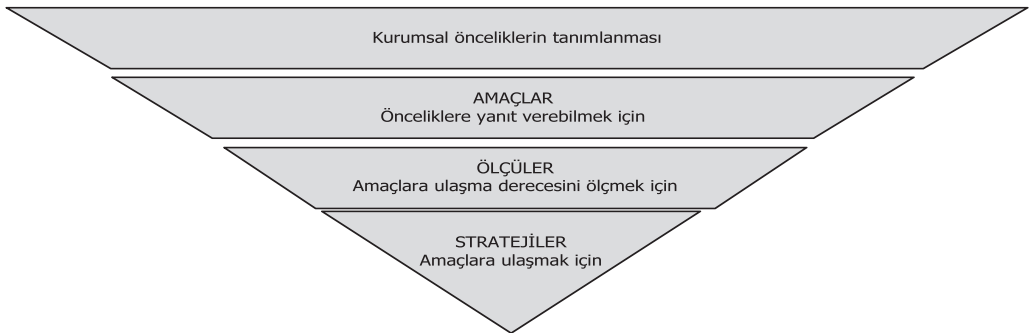 Kurumsal önceliklerin tanımlanması
AMAÇLAR
Önceliklere yanıt verebilmek için
ÖLÇÜLER
Amaçlara ulaşma derecesini ölçmek için
STRATEJİLER
Amaçlara ulaşmak için